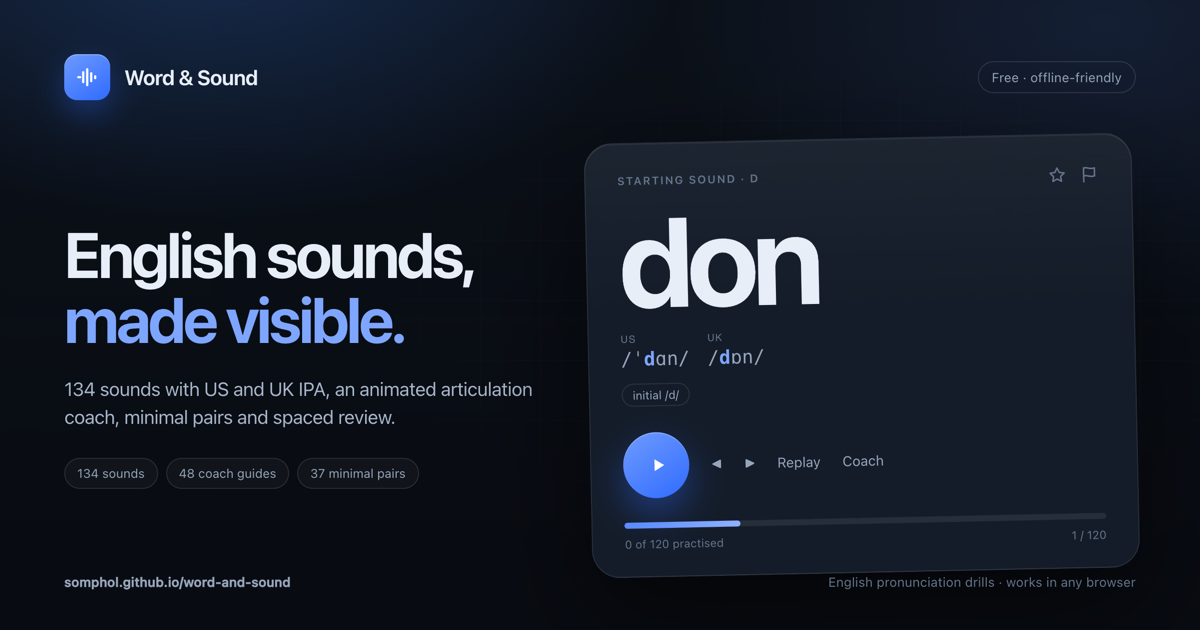 Word & Sound
Free · offline-friendly
English sounds,
made visible.
134 sounds with US and UK IPA, an animated articulation
coach, minimal pairs and spaced review.
134 sounds
48 coach guides
37 minimal pairs
somphol.github.io/word-and-sound
STARTING SOUND · D
don
US
UK
/ˈdɑn/
/dɒn/
initial /d/
Replay
Coach
0 of 120 practised
1 / 120
English pronunciation drills · works in any browser